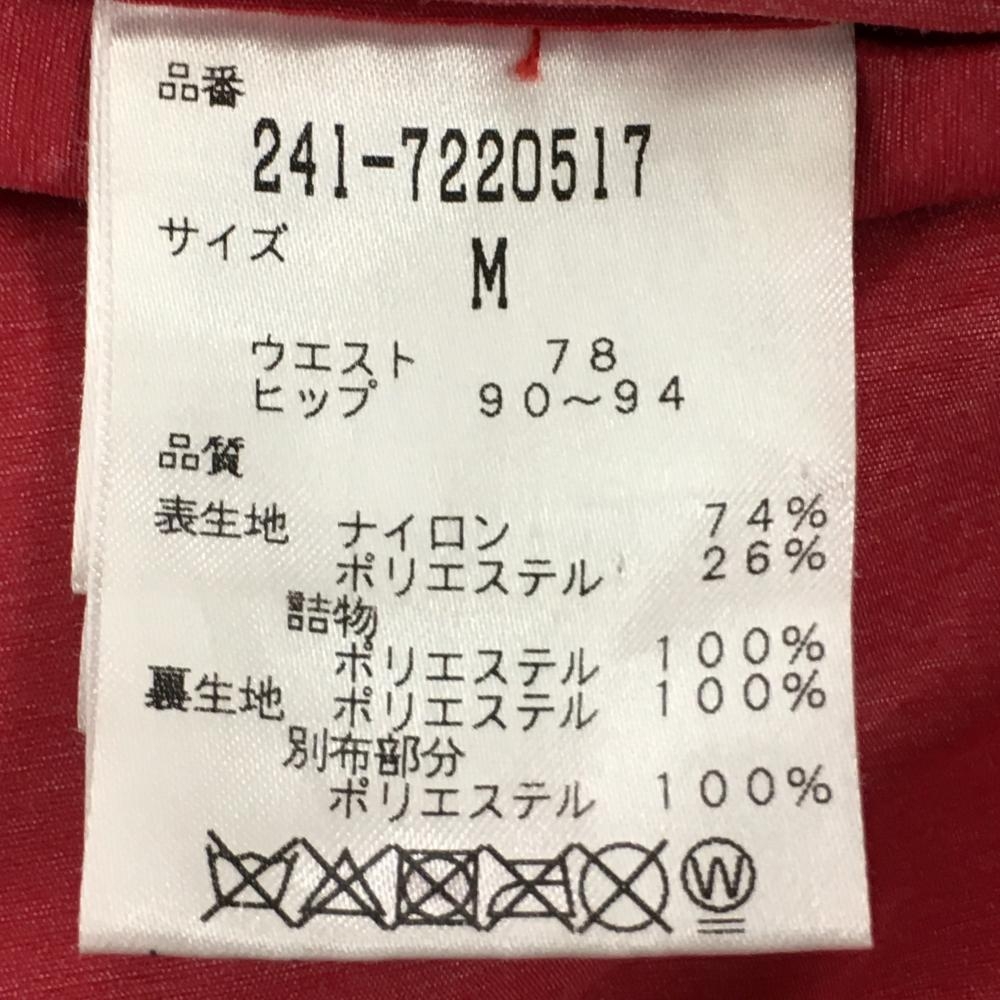 品番
241-7220517
サイズ
M
ウエスト 78
ヒップ 90～94
品質
表生地 ナイロン 74%
ポリエステル 26%
詰物
ポリエステル 100%
裏生地 ポリエステル 100%
別布部分
ポリエステル 100%
W